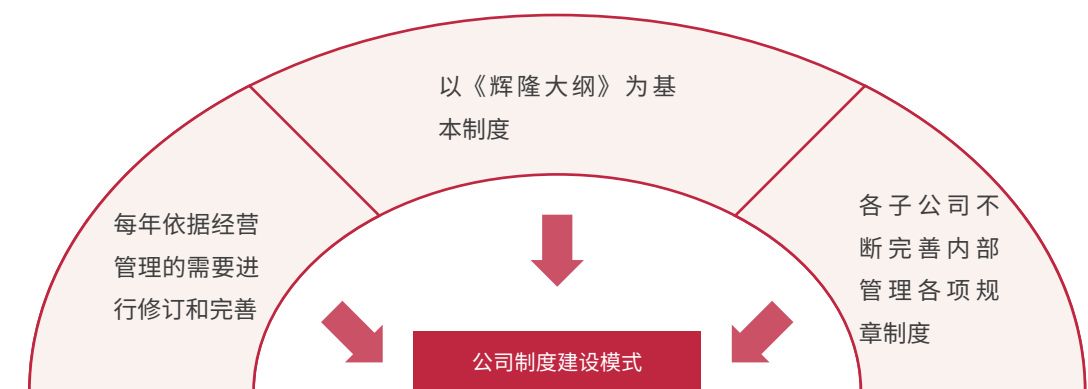 以《辉隆大纲》为基
本制度
每年依据经营
管理的需要进
行修订和完善
各子公司不
断完善内部
管理各项规
章制度
公司制度建设模式